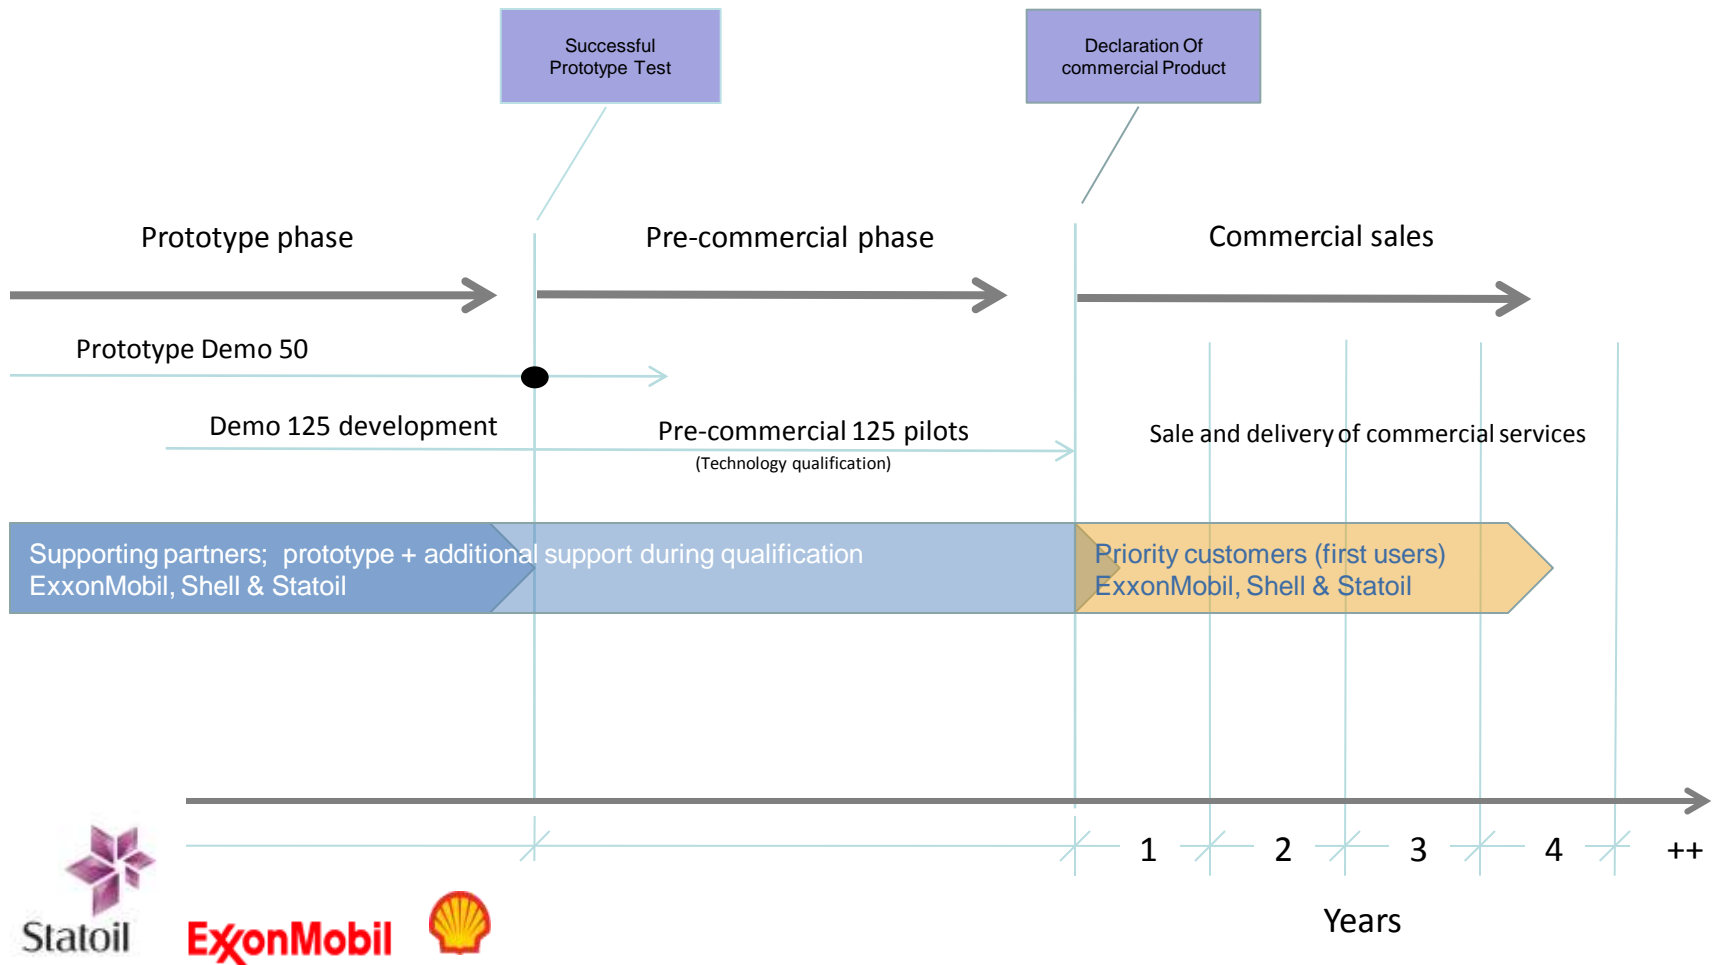 Successful
Prototype Test
Declaration Of
commercial Product
Prototype phase
Pre-commercial phase
Commercial sales
Prototype Demo 50
Demo 125 development
Pre-commercial 125 pilots
(Technology qualification)
Sale and delivery of commercial services
Supporting partners; prototype + additional support during qualification
ExxonMobil, Shell & Statoil
Priority customers (first users)
ExxonMobil, Shell & Statoil
1 2 3 4 ++
Years
Statoil
ExxonMobil